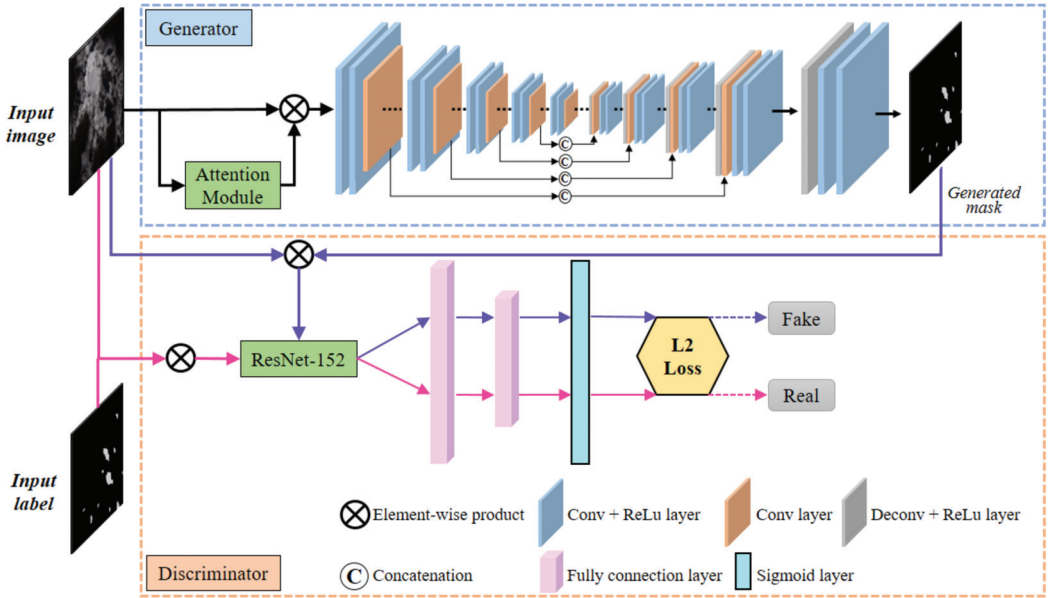 Generator
Input
image
Attention
Module
C
C
C
C
Generated
mask
ResNet-152
L2
Loss
Fake
Real
Input
label
Element-wise product
Conv + ReLu layer
Conv layer
Deconv + ReLu layer
C
Concatenation
Fully connection layer
Sigmoid layer
Discriminator